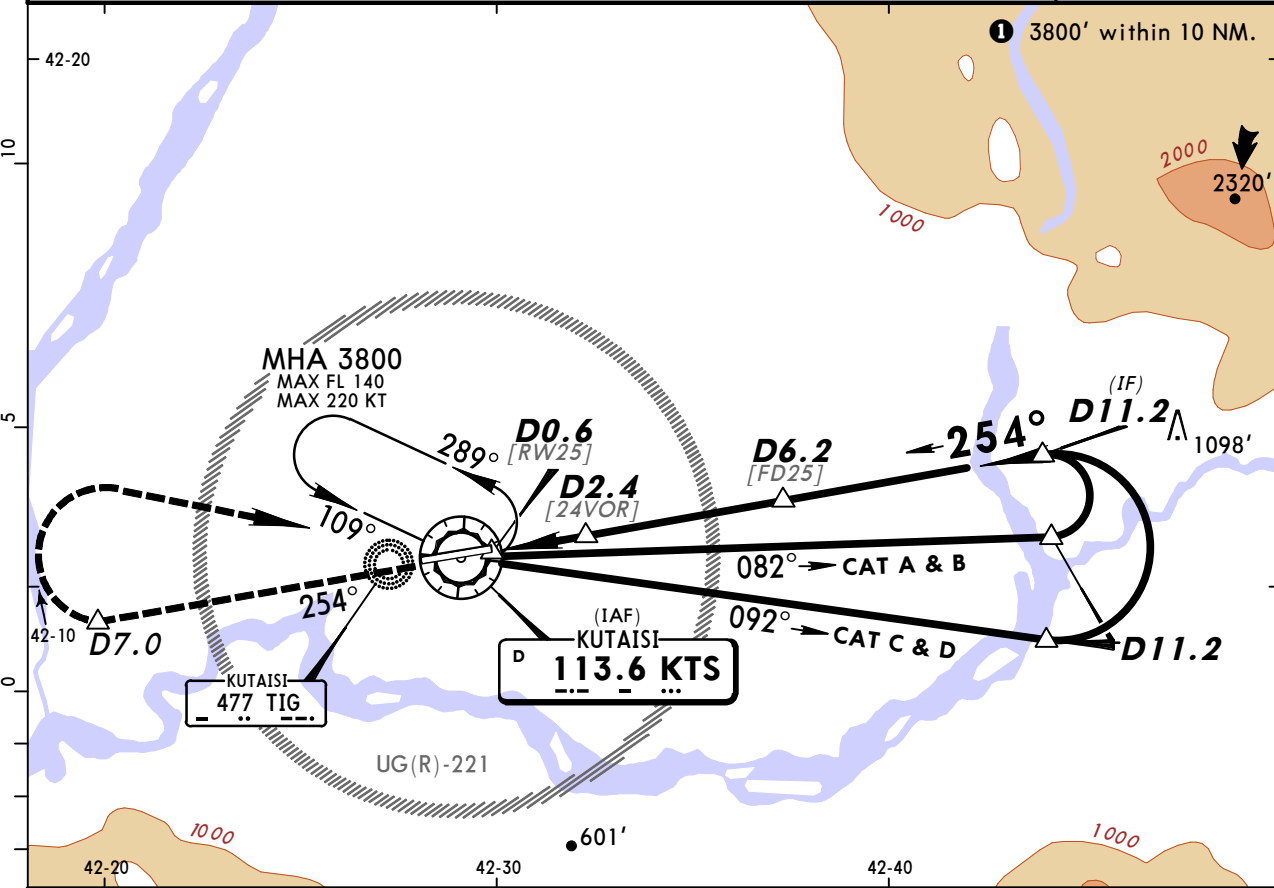 ❶ 3800' within 10 NM.
42-20
10
2000
2320'
1000
MHA 3800
MAX FL 140
MAX 220 KT
(IF)
D11.2
254°
1098'
5
D0.6
[RW25]
289°
D6.2
[FD25]
D2.4
[24VOR]
109°
082°
CAT A & B
254°
092°
CAT C & D
42-10
D7.0
(IAF)
KUTAISI
D 113.6 KTS
D11.2
KUTAISI
477 TIG
0
UG(R)-221
1000
601'
1000
42-20
42-30
42-40